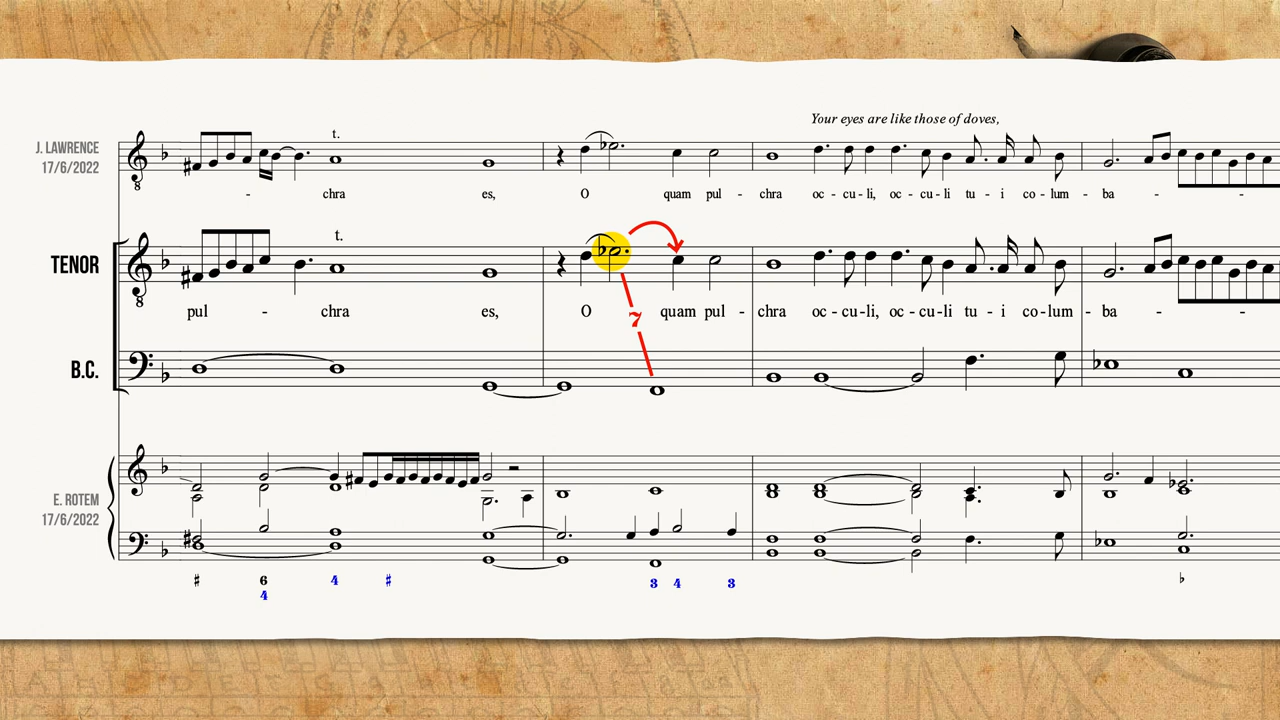 Your eyes are like those of doves,
J. LAWRENCE
17/6/2022
t.
8
- chra es, O quam pul - chra oc - cu - li, oc - cu - li tu - i co - lum - ba - -
TENOR
t.
8
pul - chra es, O quam pul - chra oc - cu - li, oc - cu - li tu - i co - lum - ba - -
7
B.C.
E. ROTEM
17/6/2022
♯ 6 4 ♯ 3 4 3 ♭
4